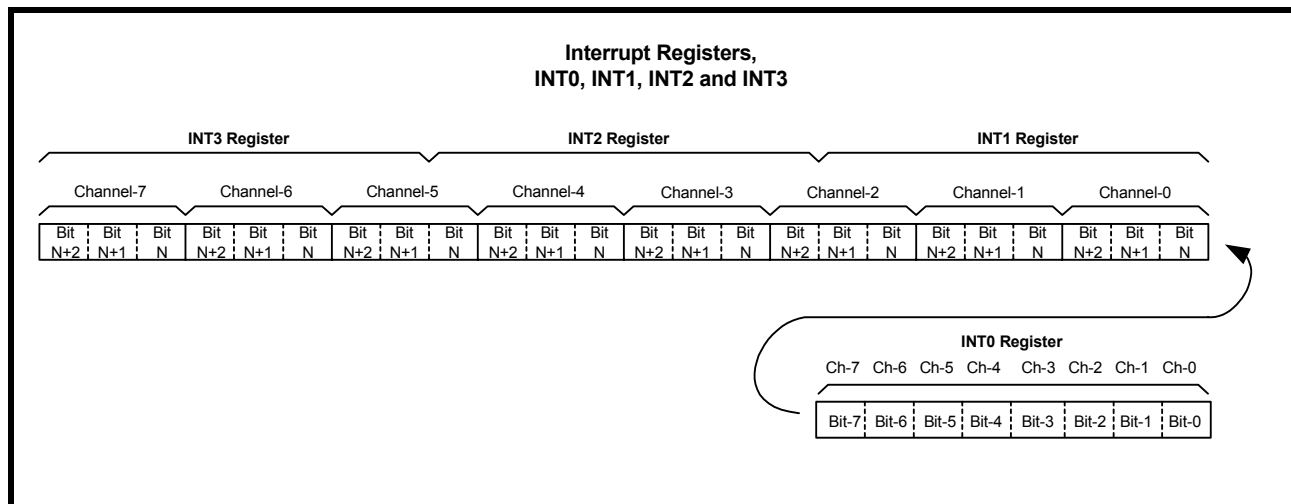 Interrupt Registers,
INT0, INT1, INT2 and INT3
INT3 Register INT2 Register INT1 Register
Channel-7 Channel-6 Channel-5 Channel-4 Channel-3 Channel-2 Channel-1 Channel-0
Bit Bit Bit Bit Bit Bit Bit Bit Bit Bit Bit Bit Bit Bit Bit Bit Bit Bit Bit Bit Bit Bit Bit Bit
N+2 N+1 N N+2 N+1 N N+2 N+1 N N+2 N+1 N N+2 N+1 N N+2 N+1 N N+2 N+1 N N+2 N+1 N
INT0 Register
Ch-7 Ch-6 Ch-5 Ch-4 Ch-3 Ch-2 Ch-1 Ch-0
Bit-7 Bit-6 Bit-5 Bit-4 Bit-3 Bit-2 Bit-1 Bit-0